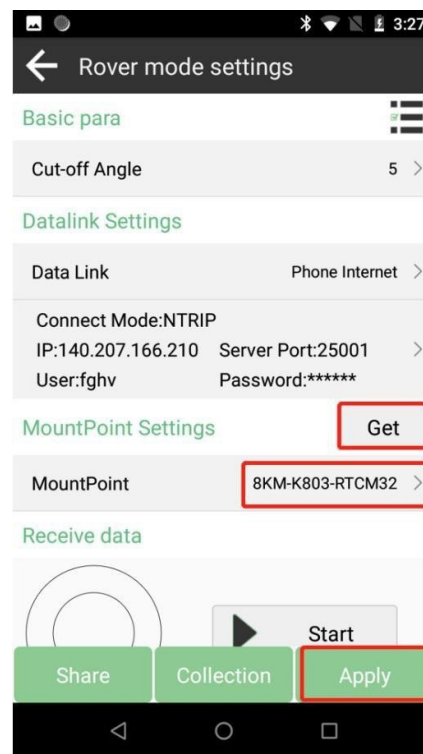 3:27
Rover mode settings
Basic para
Cut-off Angle 5
Datalink Settings
Data Link Phone Internet
Connect Mode:NTRIP
IP:140.207.166.210 Server Port:25001
User:fghv Password:******
MountPoint Settings Get
MountPoint 8KM-K803-RTCM32
Receive data
Start
Share Collection Apply